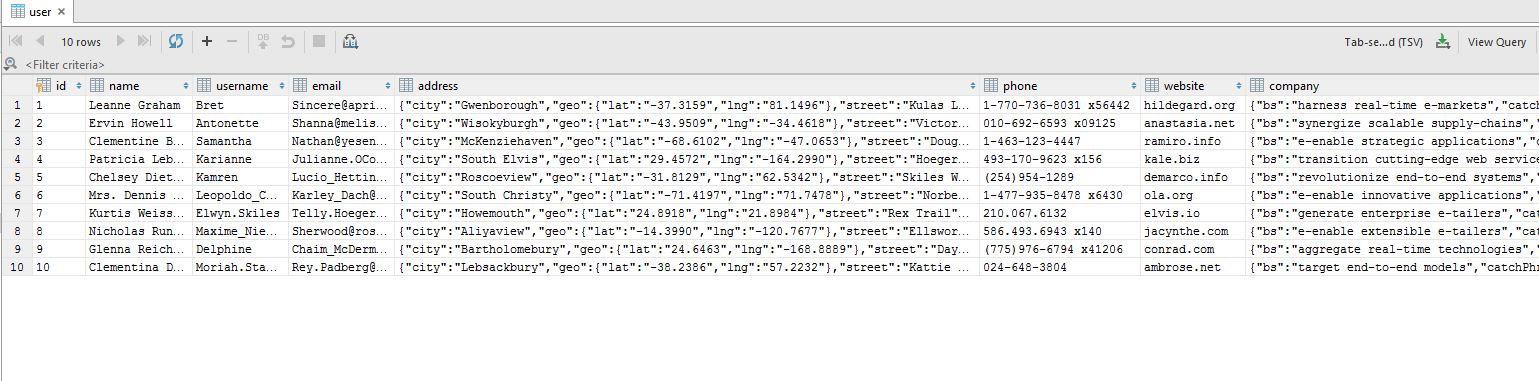 user
10 rows + − DB Tab-se...d (TSV) View Query
<Filter criteria>
id name username email address phone website company
1 1 Leanne Graham Bret Sincere@apri... {"city":"Gwenborough","geo":{"lat":"-37.3159","lng":"81.1496"},"street":"Kulas L... 1-770-736-8031 x56442 hildegard.org {"bs":"harness real-time e-markets","catch
2 2 Ervin Howell Antonette Shanna@melis... {"city":"Wisokyburgh","geo":{"lat":"-43.9509","lng":"-34.4618"},"street":"Victor... 010-692-6593 x09125 anastasia.net {"bs":"synergize scalable supply-chains",
3 3 Clementine B... Samantha Nathan@yesen... {"city":"McKenziehaven","geo":{"lat":"-68.6102","lng":"-47.0653"},"street":"Doug... 1-463-123-4447 ramiro.info {"bs":"e-enable strategic applications","c
4 4 Patricia Leb... Karianne Julianne.OCo... {"city":"South Elvis","geo":{"lat":"29.4572","lng":"-164.2990"},"street":"Hoeger... 493-170-9623 x156 kale.biz {"bs":"transition cutting-edge web service
5 5 Chelsey Diet... Kamren Lucio_Hettin... {"city":"Roscoeview","geo":{"lat":"-31.8129","lng":"62.5342"},"street":"Skiles W... (254)954-1289 demarco.info {"bs":"revolutionize end-to-end systems",
6 6 Mrs. Dennis ... Leopoldo_C... Karley_Dach@... {"city":"South Christy","geo":{"lat":"-71.4197","lng":"71.7478"},"street":"Norbe... 1-477-935-8478 x6430 ola.org {"bs":"e-enable innovative applications",
7 7 Kurtis Weiss... Elwyn.Skiles Telly.Hoeger... {"city":"Howemouth","geo":{"lat":"24.8918","lng":"21.8984"},"street":"Rex Trail"... 210.067.6132 elvis.io {"bs":"generate enterprise e-tailers","cat
8 8 Nicholas Run... Maxime_Nie... Sherwood@ros... {"city":"Aliyaview","geo":{"lat":"-14.3990","lng":"-120.7677"},"street":"Ellswor... 586.493.6943 x140 jacynthe.com {"bs":"e-enable extensible e-tailers","cat
9 9 Glenna Reich... Delphine Chaim_McDerm... {"city":"Bartholomebury","geo":{"lat":"24.6463","lng":"-168.8889"},"street":"Day... (775)976-6794 x41206 conrad.com {"bs":"aggregate real-time technologies",
10 10 Clementina D... Moriah.Sta... Rey.Padberg@... {"city":"Lebsackbury","geo":{"lat":"-38.2386","lng":"57.2232"},"street":"Kattie ... 024-648-3804 ambrose.net {"bs":"target end-to-end models","catchPh